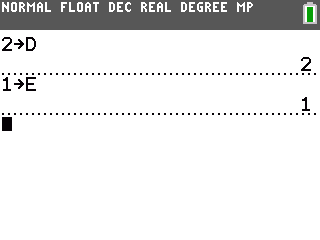 NORMAL FLOAT DEC REAL DEGREE MP
2→D
2
1→E
1